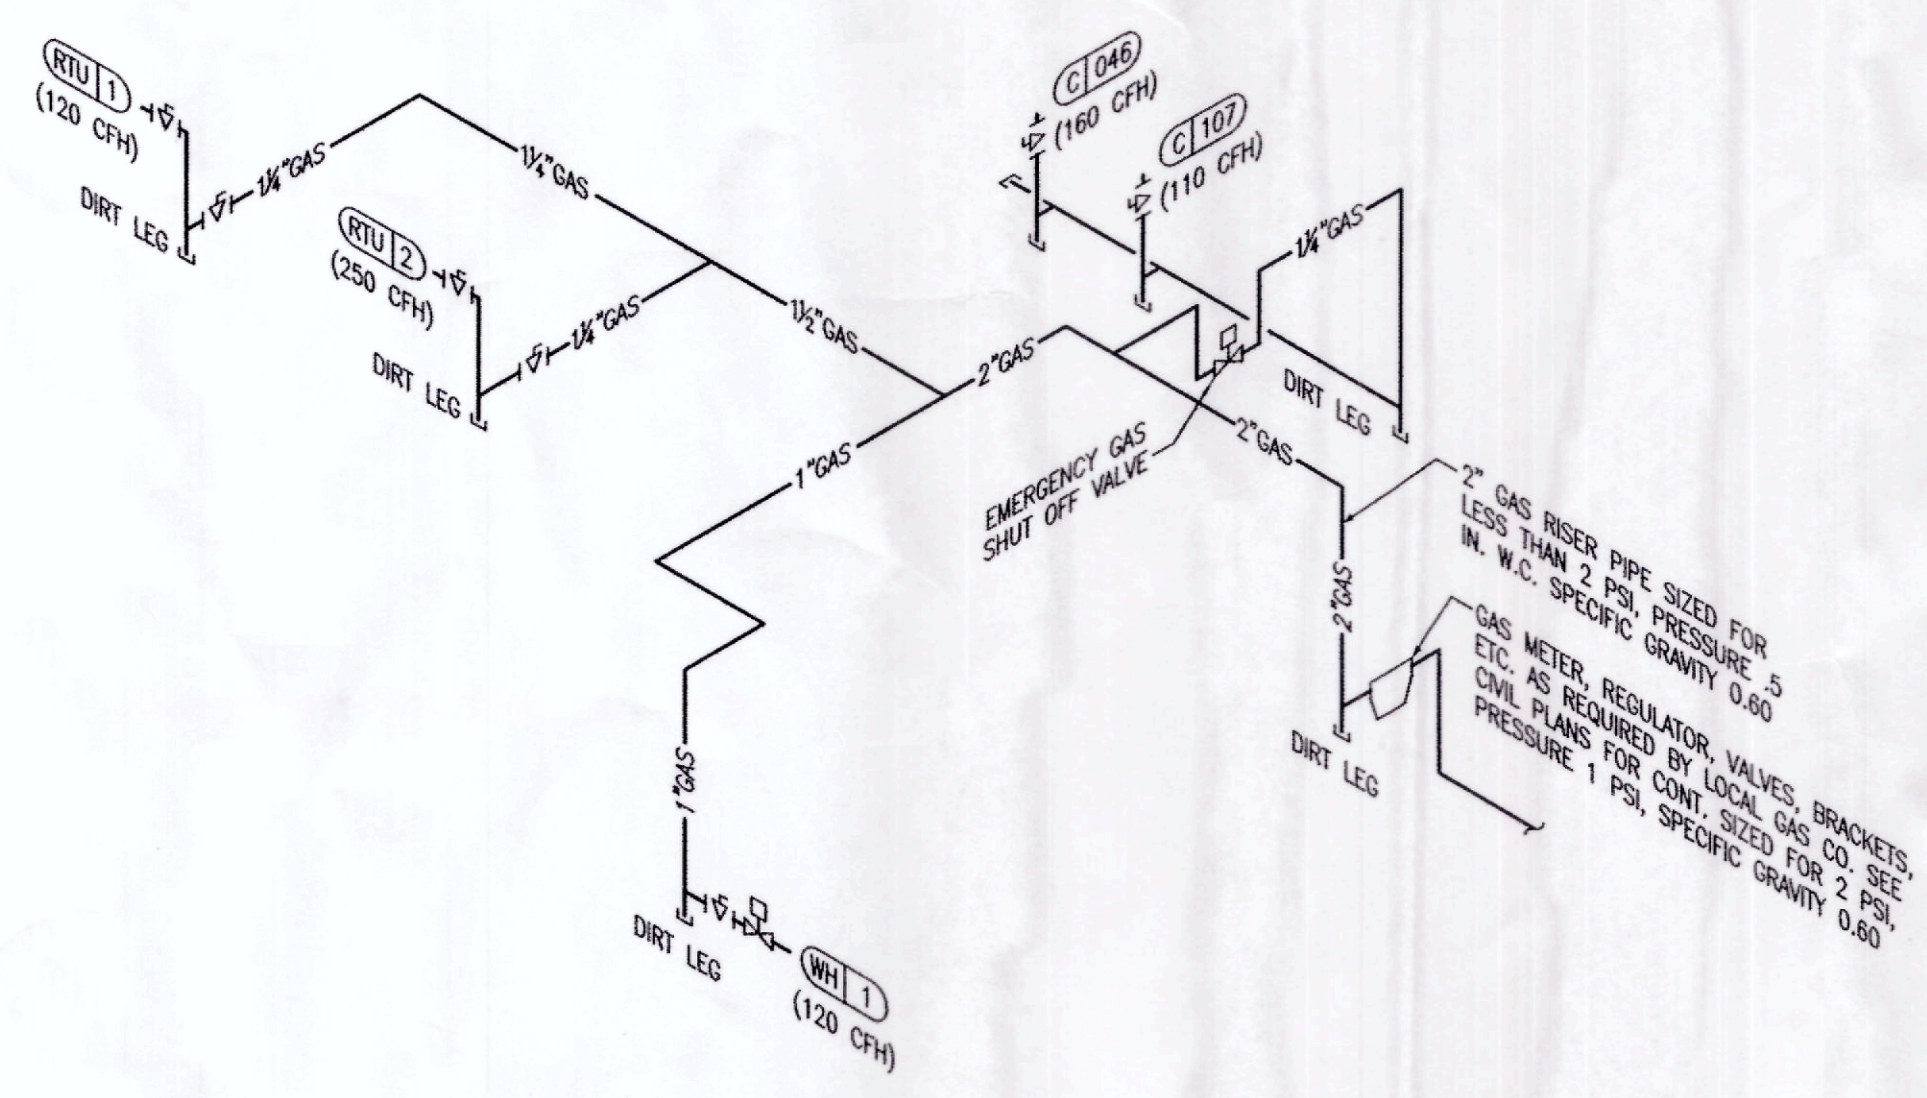 RTU 1
(120 CFH)
DIRT LEG
1¼"GAS
1¼"GAS
RTU 2
(250 CFH)
DIRT LEG
1¼"GAS
1½"GAS
C 046
(160 CFH)
C 107
(110 CFH)
1¼"GAS
DIRT LEG
2"GAS
2"GAS
EMERGENCY GAS
SHUT OFF VALVE
1"GAS
2"GAS
2" GAS RISER PIPE SIZED FOR
LESS THAN 2 PSI, PRESSURE .5
IN. W.C. SPECIFIC GRAVITY 0.60
GAS METER, REGULATOR, VALVES, BRACKETS,
ETC. AS REQUIRED BY LOCAL GAS CO. SEE
CIVIL PLANS FOR CONT. SIZED FOR 2 PSI,
PRESSURE 1 PSI, SPECIFIC GRAVITY 0.60
DIRT LEG
1"GAS
DIRT LEG
WH 1
(120 CFH)